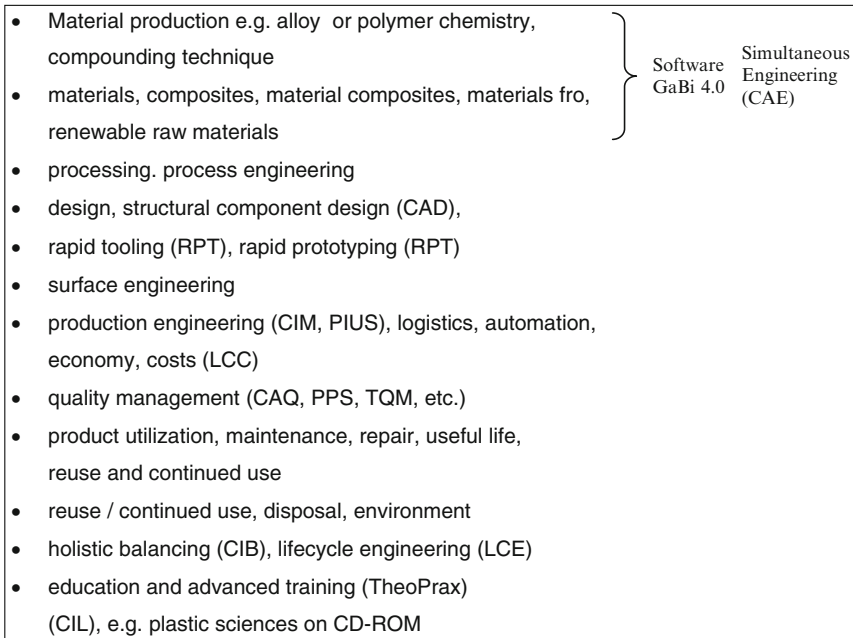 • Material production e.g. alloy or polymer chemistry,
compounding technique
• materials, composites, material composites, materials fro,
renewable raw materials
Software
GaBi 4.0
Simultaneous
Engineering
(CAE)
• processing. process engineering
• design, structural component design (CAD),
• rapid tooling (RPT), rapid prototyping (RPT)
• surface engineering
• production engineering (CIM, PIUS), logistics, automation,
economy, costs (LCC)
• quality management (CAQ, PPS, TQM, etc.)
• product utilization, maintenance, repair, useful life,
reuse and continued use
• reuse / continued use, disposal, environment
• holistic balancing (CIB), lifecycle engineering (LCE)
• education and advanced training (TheoPrax)
(CIL), e.g. plastic sciences on CD-ROM